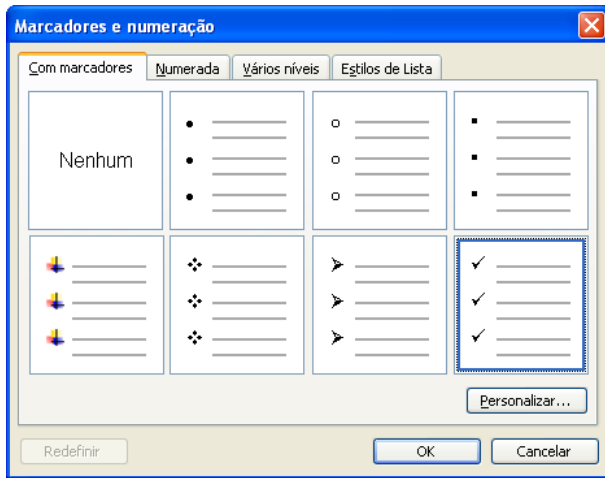 Marcadores e numeração
Com marcadores Numerada Vários níveis Estilos de Lista
Nenhum
Personalizar...
Redefinir OK Cancelar